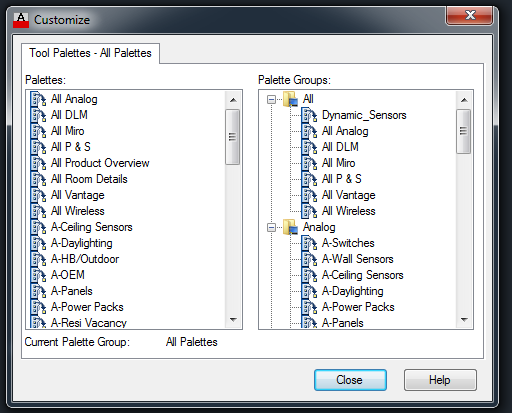 Customize
Tool Palettes - All Palettes
Palettes:
All Analog
All DLM
All Miro
All P & S
All Product Overview
All Room Details
All Vantage
All Wireless
A-Ceiling Sensors
A-Daylighting
A-HB/Outdoor
A-OEM
A-Panels
A-Power Packs
A-Resi Vacancy
Palette Groups:
All
Dynamic_Sensors
All Analog
All DLM
All Miro
All P & S
All Vantage
All Wireless
Analog
A-Switches
A-Wall Sensors
A-Ceiling Sensors
A-Daylighting
A-Power Packs
A-Panels
Current Palette Group: All Palettes
Close Help